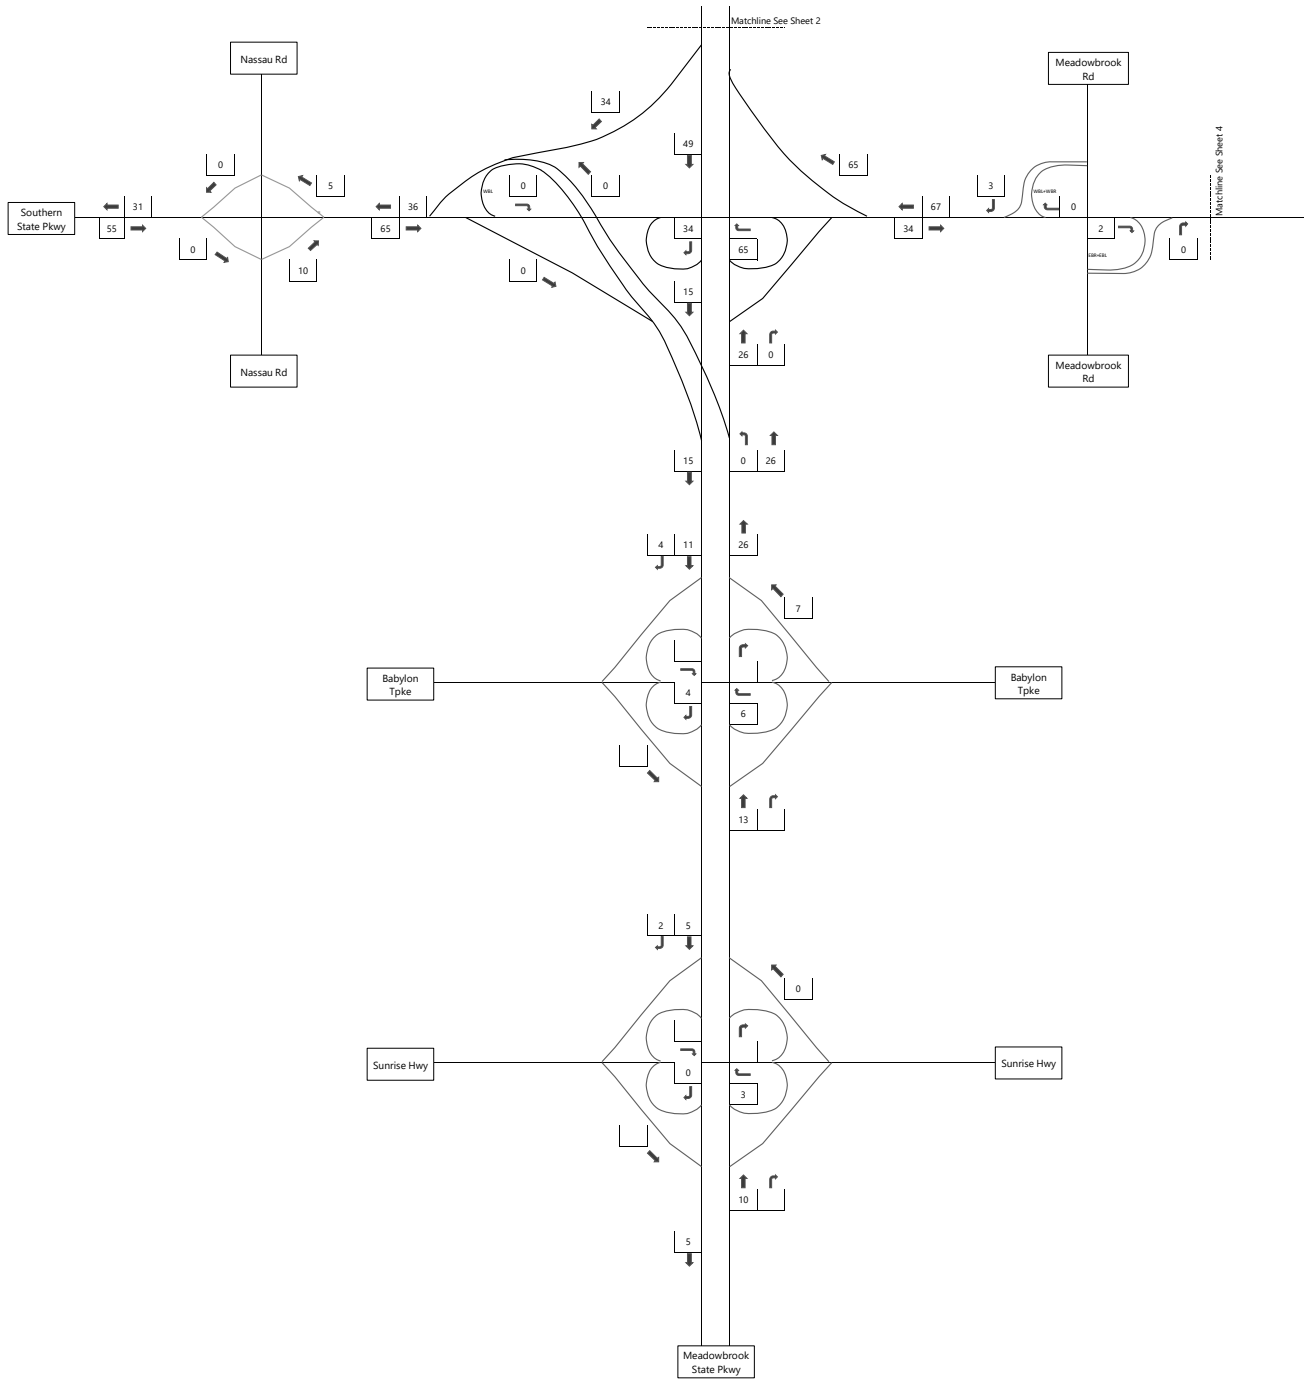 Matchline See Sheet 2
Nassau Rd
Meadowbrook
Rd
34
49
Matchline See Sheet 4
0
5
0
0
65
3
WBL
WBL+WBR
Southern
State Pkwy
31
36
67
0
55
65
34
34
2
0
10
0
65
0
EBR+EBL
15
26
0
Nassau Rd
Meadowbrook
Rd
15
0
26
4
11
26
7
Babylon
Tpke
4
6
Babylon
Tpke
13
2
5
0
Sunrise Hwy
0
3
Sunrise Hwy
10
5
Meadowbrook
State Pkwy